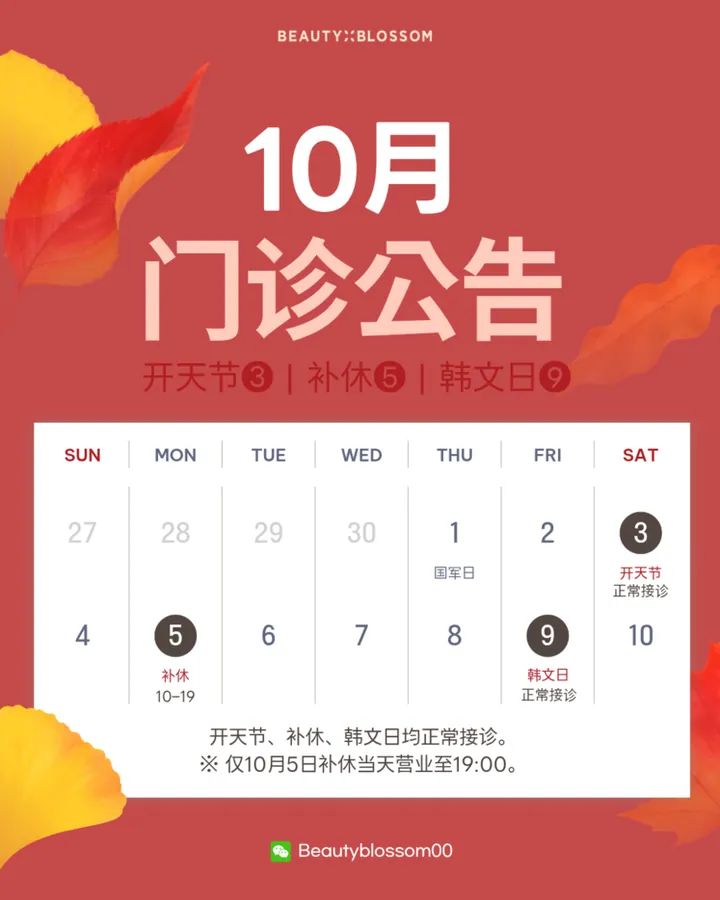 BEAUTY BLOSSOM
10月
门诊公告
开天节3 | 补休5 | 韩文日9
SUN MON TUE WED THU FRI SAT
27 28 29 30 1 2 3
国军日 开天节
正常接诊
4 5 6 7 8 9 10
补休 韩文日
10–19 正常接诊
开天节、补休、韩文日均正常接诊。
※ 仅10月5日补休当天营业至19:00。
Beautyblossom00